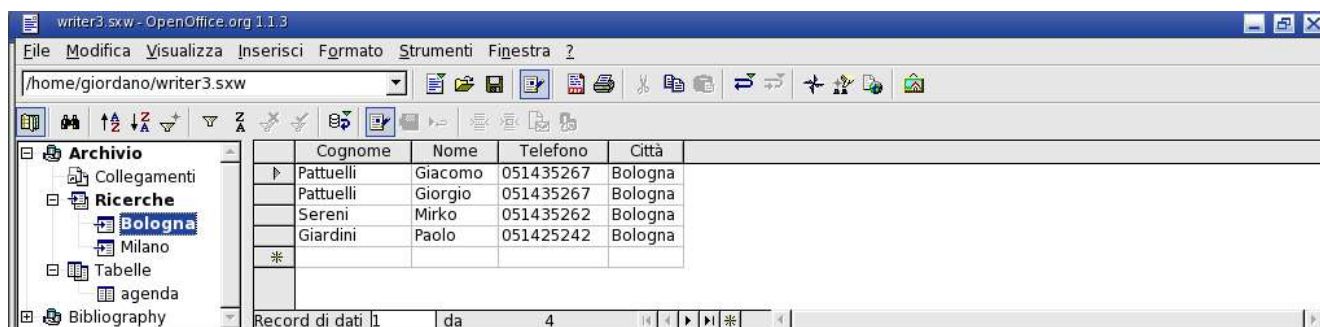 writer3.sxw - OpenOffice.org 1.1.3
File Modifica Visualizza Inserisci Formato Strumenti Finestra ?
/home/giordano/writer3.sxw
Archivio
Collegamenti
Ricerche
Bologna
Milano
Tabelle
agenda
Bibliography
Cognome Nome Telefono Città
Pattuelli Giacomo 051435267 Bologna
Pattuelli Giorgio 051435267 Bologna
Sereni Mirko 051435262 Bologna
Giardini Paolo 051425242 Bologna
Record di dati 1 da 4